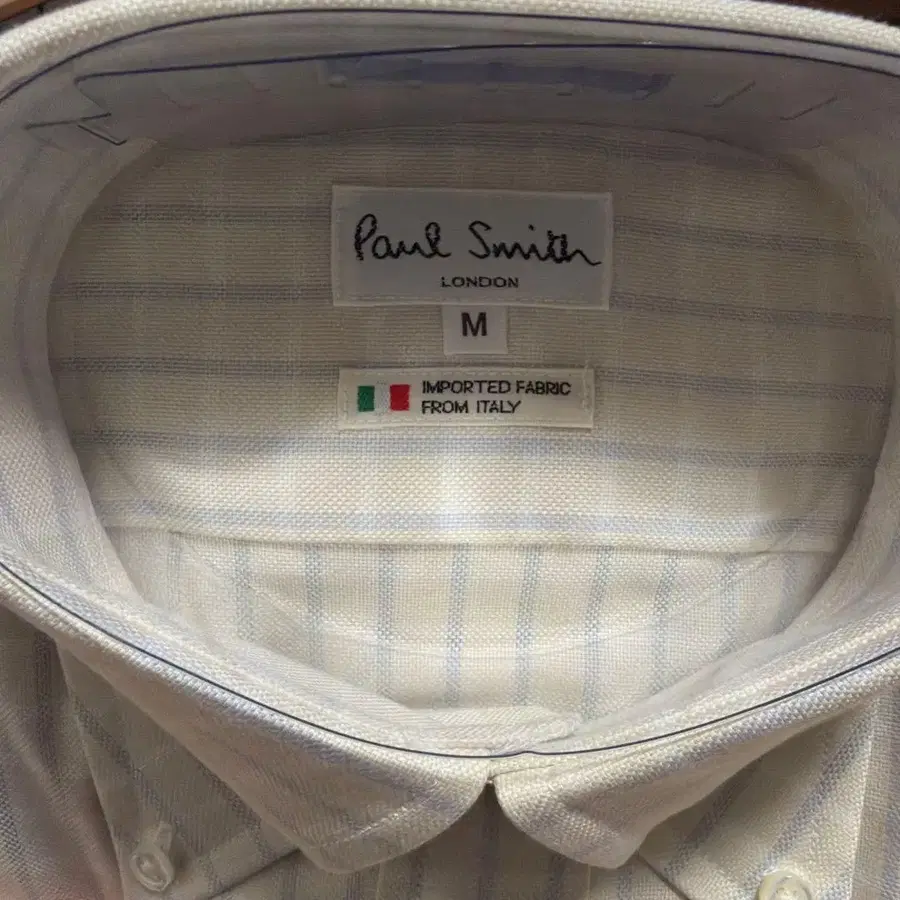 Paul Smith
LONDON
M
IMPORTED FABRIC
FROM ITALY